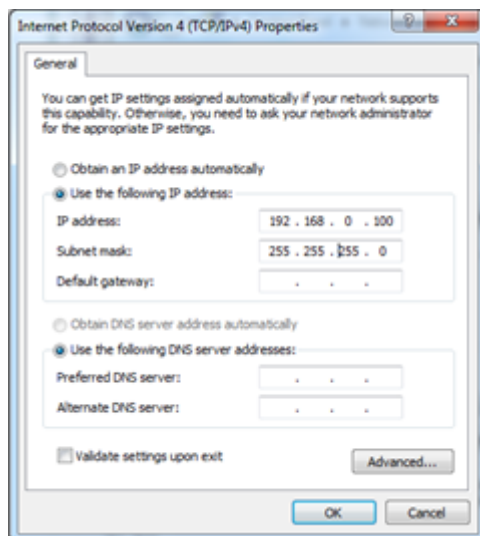 Internet Protocol Version 4 (TCP/IPv4) Properties
General
You can get IP settings assigned automatically if your network supports
this capability. Otherwise, you need to ask your network administrator
for the appropriate IP settings.
Obtain an IP address automatically
Use the following IP address:
IP address: 192 . 168 . 0 . 100
Subnet mask: 255 . 255 . 255 . 0
Default gateway: . . .
Obtain DNS server address automatically
Use the following DNS server addresses:
Preferred DNS server: . . .
Alternate DNS server: . . .
Validate settings upon exit
Advanced...
OK Cancel